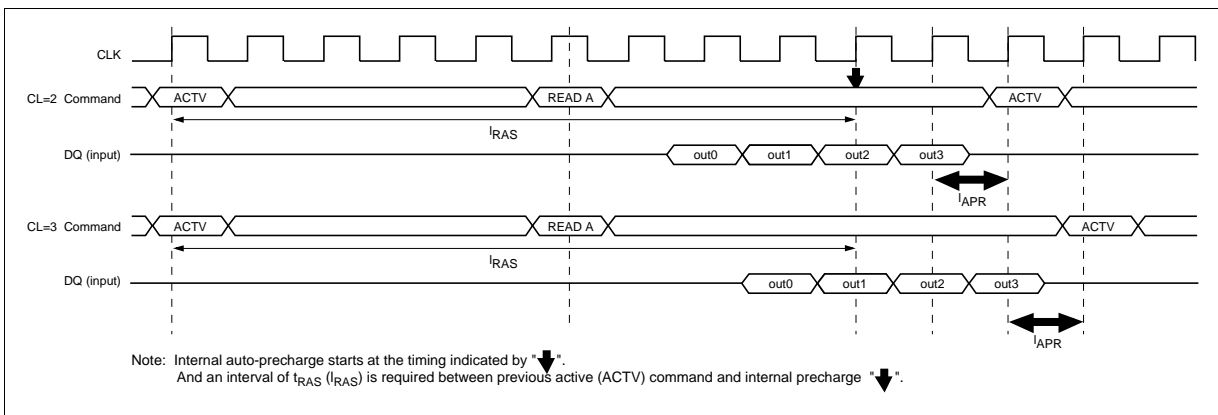 CLK
CL=2 Command ACTV READ A ACTV
lRAS
DQ (input) out0 out1 out2 out3
lAPR
CL=3 Command ACTV READ A ACTV
lRAS
DQ (input) out0 out1 out2 out3
lAPR
Note: Internal auto-precharge starts at the timing indicated by " ".
And an interval of tRAS (lRAS) is required between previous active (ACTV) command and internal precharge " ".